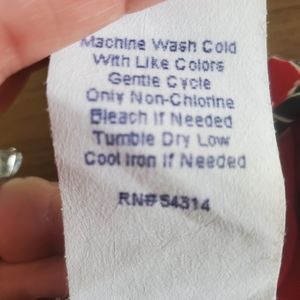 Machine Wash Cold
With Like Colors
Gentle Cycle
Only Non-Chlorine
Bleach If Needed
Tumble Dry Low
Cool Iron If Needed
RN# 54314